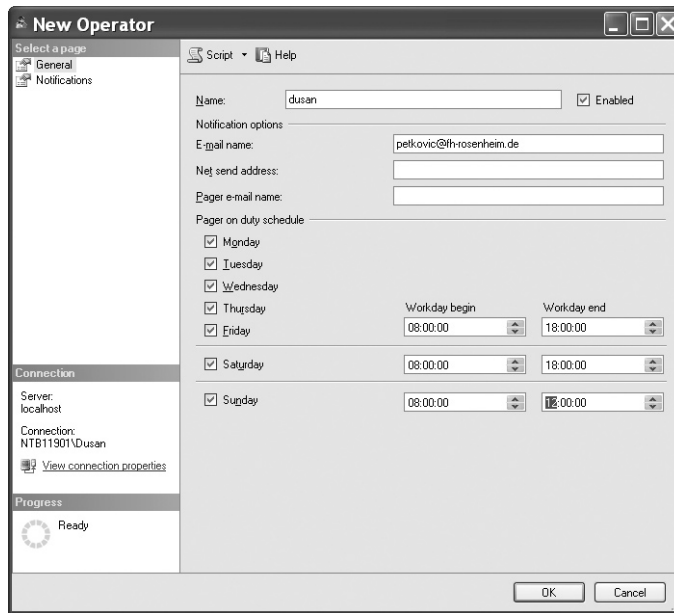 New Operator
Select a page
General
Notifications
Script Help
Name: dusan Enabled
Notification options
E-mail name: petkovic@fh-rosenheim.de
Net send address:
Pager e-mail name:
Pager on duty schedule
Monday
Tuesday
Wednesday
Thursday Workday begin Workday end
Friday 08:00:00 18:00:00
Saturday 08:00:00 18:00:00
Sunday 08:00:00 12:00:00
Connection
Server:
localhost
Connection:
NTB11901\Dusan
View connection properties
Progress
Ready
OK Cancel